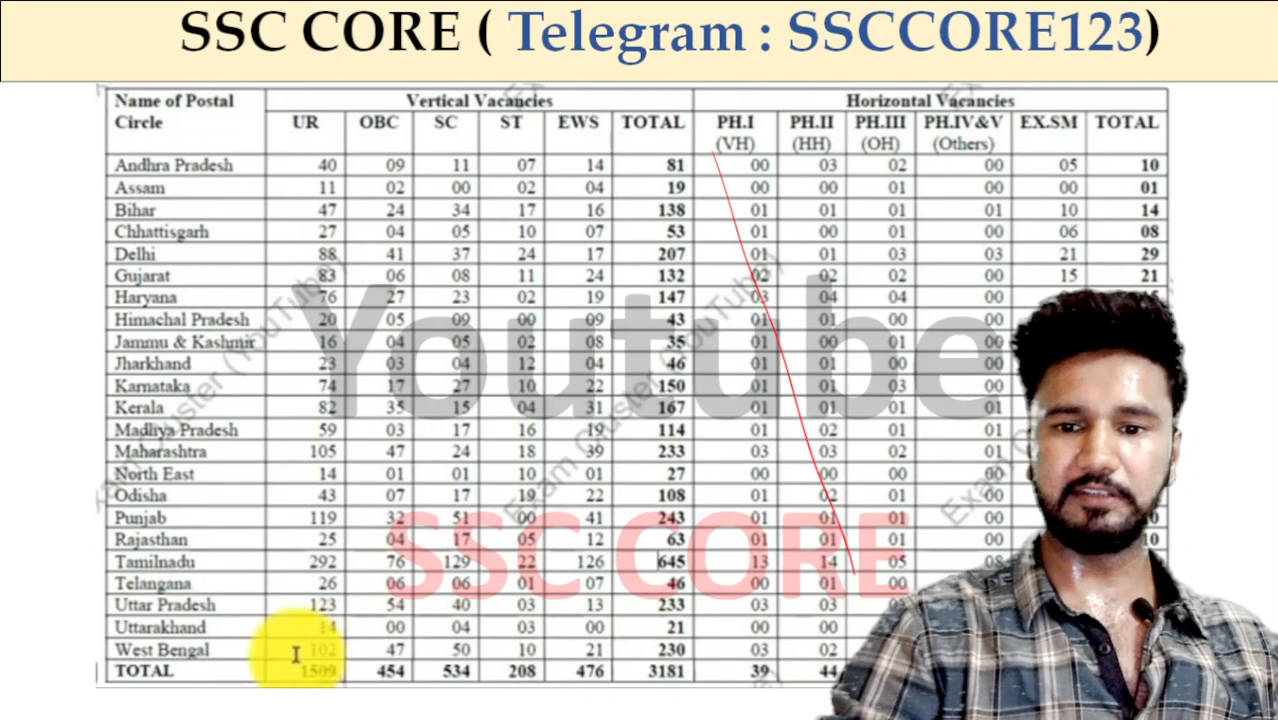 SSC CORE ( Telegram : SSCCORE123)
Name of Postal Circle Vertical Vacancies Horizontal Vacancies
UR OBC SC ST EWS TOTAL PH.I (VH) PH.II (HH) PH.III (OH) PH.IV&V (Others) EX.SM TOTAL
Andhra Pradesh 40 09 11 07 14 81 00 03 02 00 05 10
Assam 11 02 00 02 04 19 00 00 01 00 00 01
Bihar 47 24 34 17 16 138 01 01 01 01 10 14
Chhattisgarh 27 04 05 10 07 53 01 00 01 00 06 08
Delhi 88 41 37 24 17 207 01 01 03 03 21 29
Gujarat 83 06 08 11 24 132 02 02 02 00 15 21
Haryana 76 27 23 02 19 147 03 04 04 00
Himachal Pradesh 20 05 09 00 09 43 01 01 00 00
Jammu & Kashmir 16 04 05 02 08 35 01 00 01 00
Jharkhand 23 03 04 12 04 46 01 01 00 00
Karnataka 74 17 27 10 22 150 01 01 03 00
Kerala 82 35 15 04 31 167 01 01 01 01
Madhya Pradesh 59 03 17 16 19 114 01 02 01 01
Maharashtra 105 47 24 18 39 233 03 03 02 01
North East 14 01 01 10 01 27 00 00 00 00
Odisha 43 07 17 19 22 108 01 02 01 00
Punjab 119 32 51 00 41 243 01 01 01 00
Rajasthan 25 04 17 05 12 63 01 01 01 00 10
Tamilnadu 292 76 129 22 126 645 13 14 05 08
Telangana 26 06 06 01 07 46 00 01 00
Uttar Pradesh 123 54 40 03 13 233 03 03
Uttarakhand 14 00 04 03 00 21 00 00
West Bengal 102 47 50 10 21 230 03 02
TOTAL 1509 454 534 208 476 3181 39 44
Youtube
SSC CORE
Exam Cluster (YouTube)
Exam Cluster (YouTube)